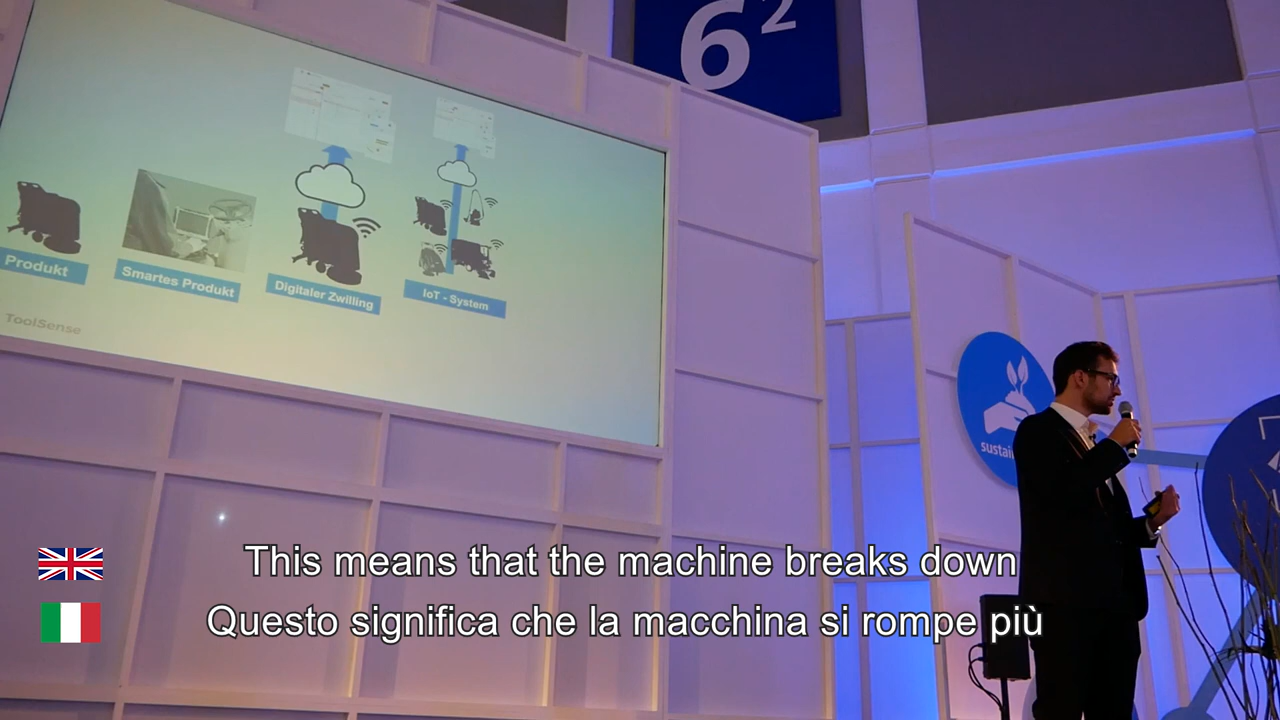 6²
Produkt
Smartes Produkt
Digitaler Zwilling
IoT - System
ToolSense
This means that the machine breaks down
Questo significa che la macchina si rompe più